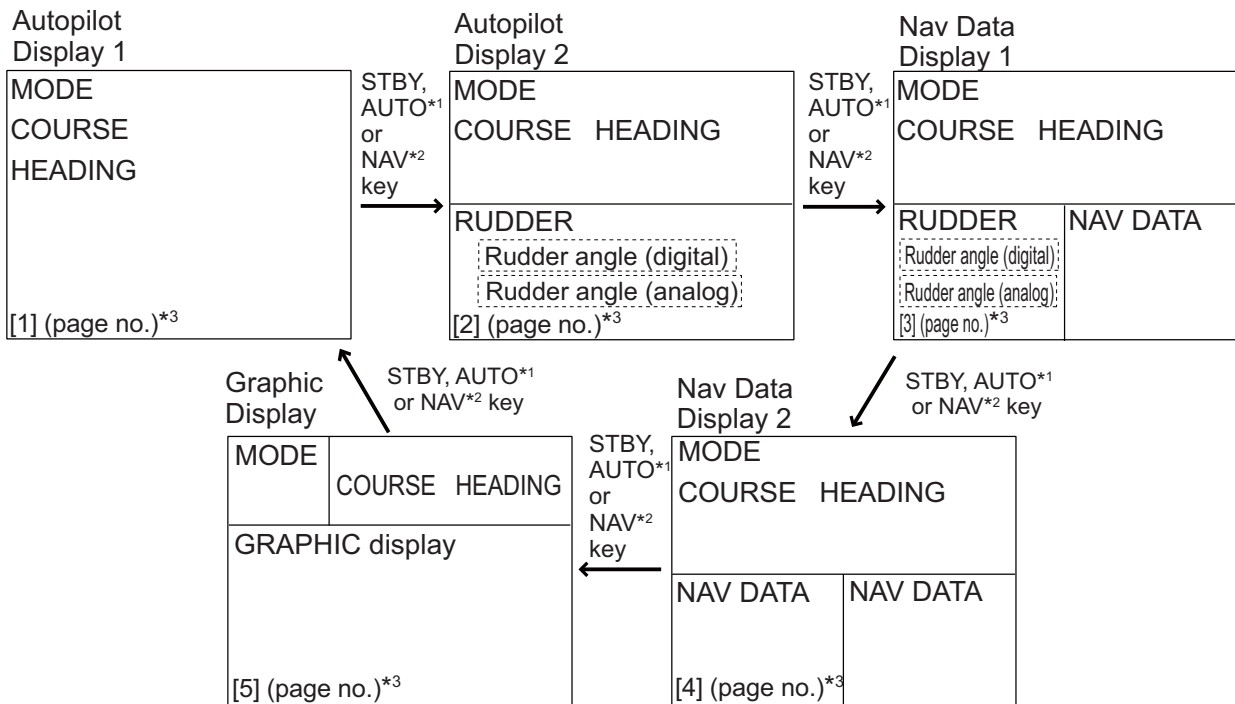 Autopilot
Display 1
MODE
COURSE
HEADING
[1] (page no.)*3
STBY,
AUTO*1
or
NAV*2
key
Autopilot
Display 2
MODE
COURSE HEADING
RUDDER
Rudder angle (digital)
Rudder angle (analog)
[2] (page no.)*3
STBY,
AUTO*1
or
NAV*2
key
Nav Data
Display 1
MODE
COURSE HEADING
RUDDER
Rudder angle (digital)
Rudder angle (analog)
[3] (page no.)*3
NAV DATA
STBY, AUTO*1
or NAV*2 key
Nav Data
Display 2
MODE
COURSE HEADING
NAV DATA
[4] (page no.)*3
NAV DATA
STBY,
AUTO*1
or
NAV*2
key
Graphic
Display
MODE
COURSE HEADING
GRAPHIC display
[5] (page no.)*3
STBY, AUTO*1
or NAV*2 key